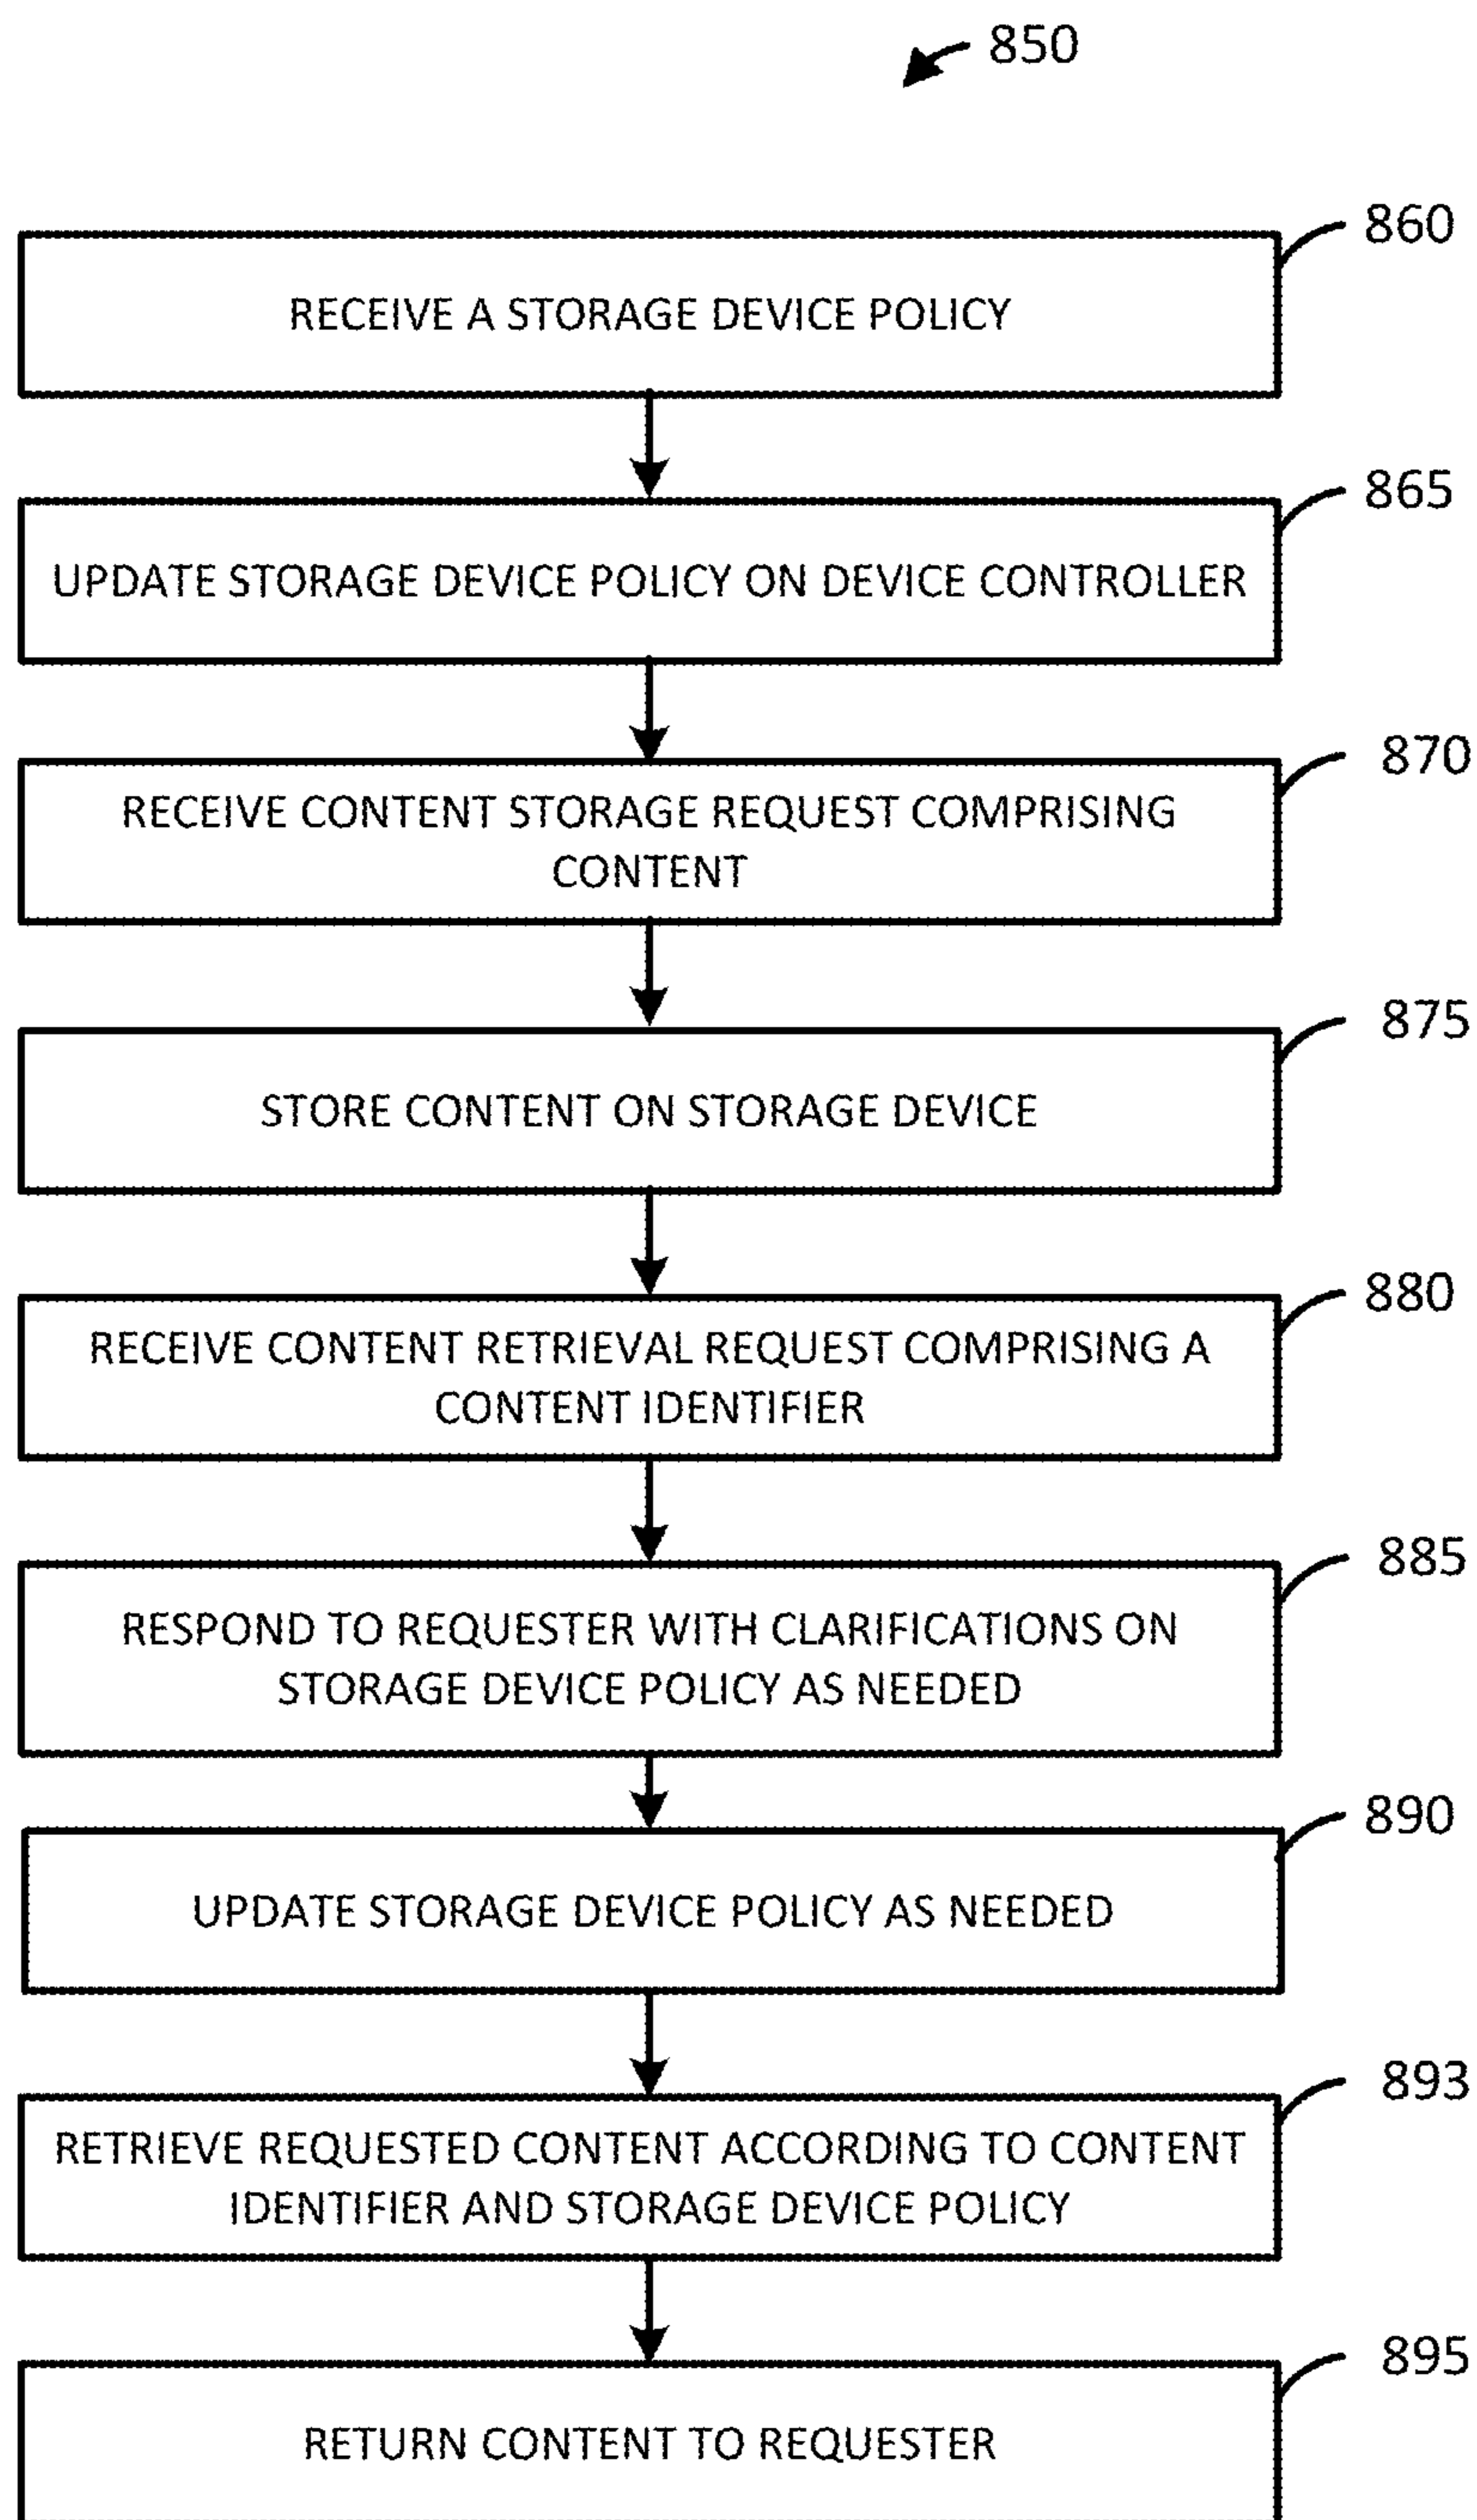 850
860
RECEIVE A STORAGE DEVICE POLICY
865
UPDATE STORAGE DEVICE POLICY ON DEVICE CONTROLLER
870
RECEIVE CONTENT STORAGE REQUEST COMPRISING
CONTENT
875
STORE CONTENT ON STORAGE DEVICE
880
RECEIVE CONTENT RETRIEVAL REQUEST COMPRISING A
CONTENT IDENTIFIER
885
RESPOND TO REQUESTER WITH CLARIFICATIONS ON
STORAGE DEVICE POLICY AS NEEDED
890
UPDATE STORAGE DEVICE POLICY AS NEEDED
893
RETRIEVE REQUESTED CONTENT ACCORDING TO CONTENT
IDENTIFIER AND STORAGE DEVICE POLICY
895
RETURN CONTENT TO REQUESTER